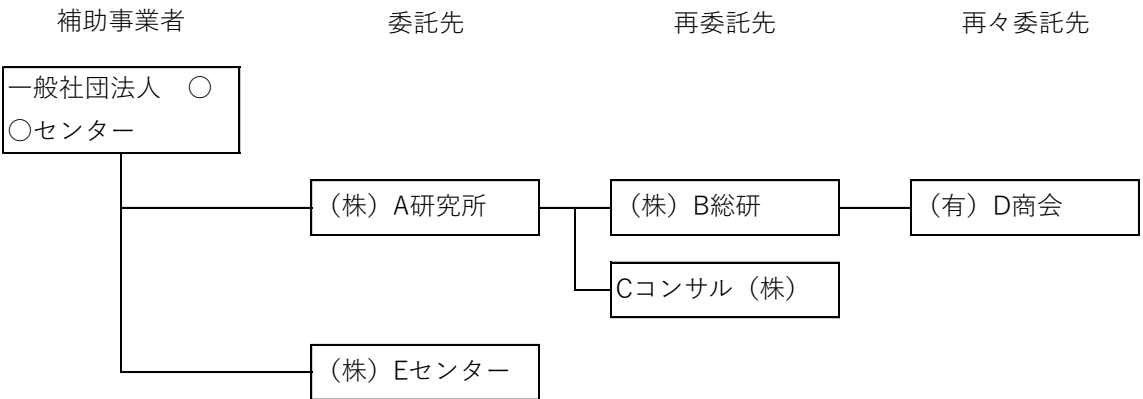 補助事業者
委託先
再委託先
再々委託先
一般社団法人　○
○センター
（株）A研究所
（株）B総研
（有）D商会
Cコンサル（株）
（株）Eセンター